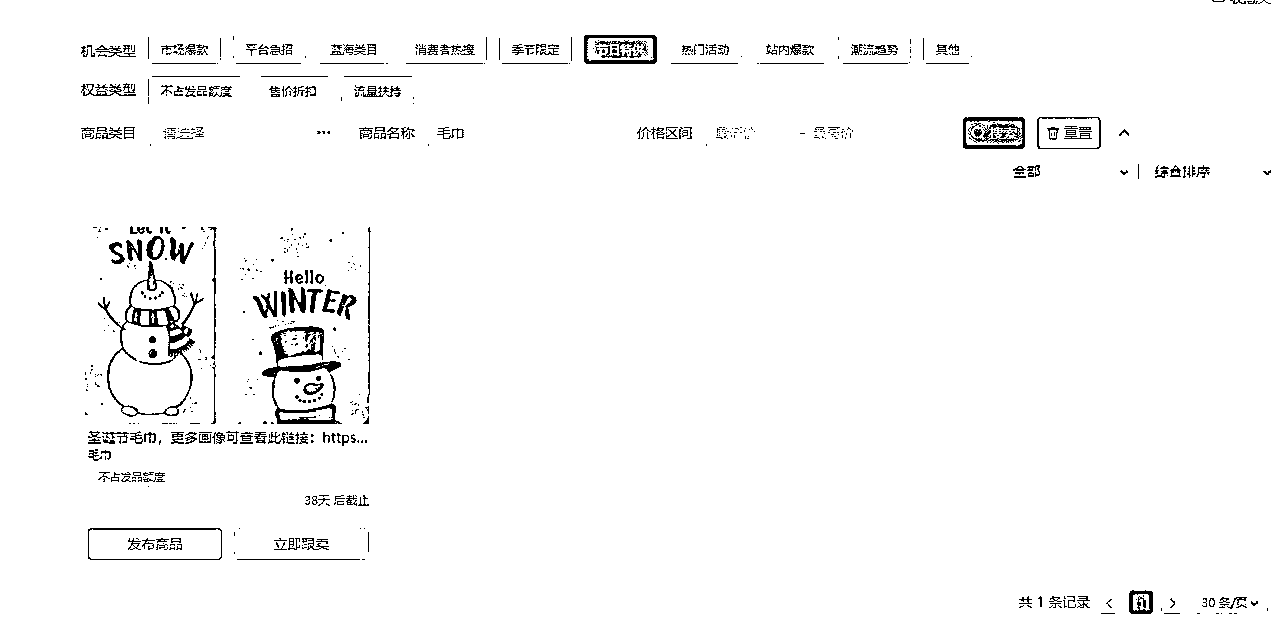 机会类型 市场爆款 平台急招 蓝海类目 消费者热搜 季节限定 节日特供 热门活动 站内爆款 潮流趋势 其他
权益类型 不占发品额度 售价折扣 流量扶持
商品类目 请选择 ... 商品名称 毛巾 价格区间 最低价 - 最高价 搜索 重置
全部 综合排序
Let it
SNOW
Hello
WINTER
圣诞节毛巾，更多画像可查看此链接：https...
毛巾
不占发品额度
38天 后截止
发布商品 立即跟卖
共 1 条记录 1 30 条/页